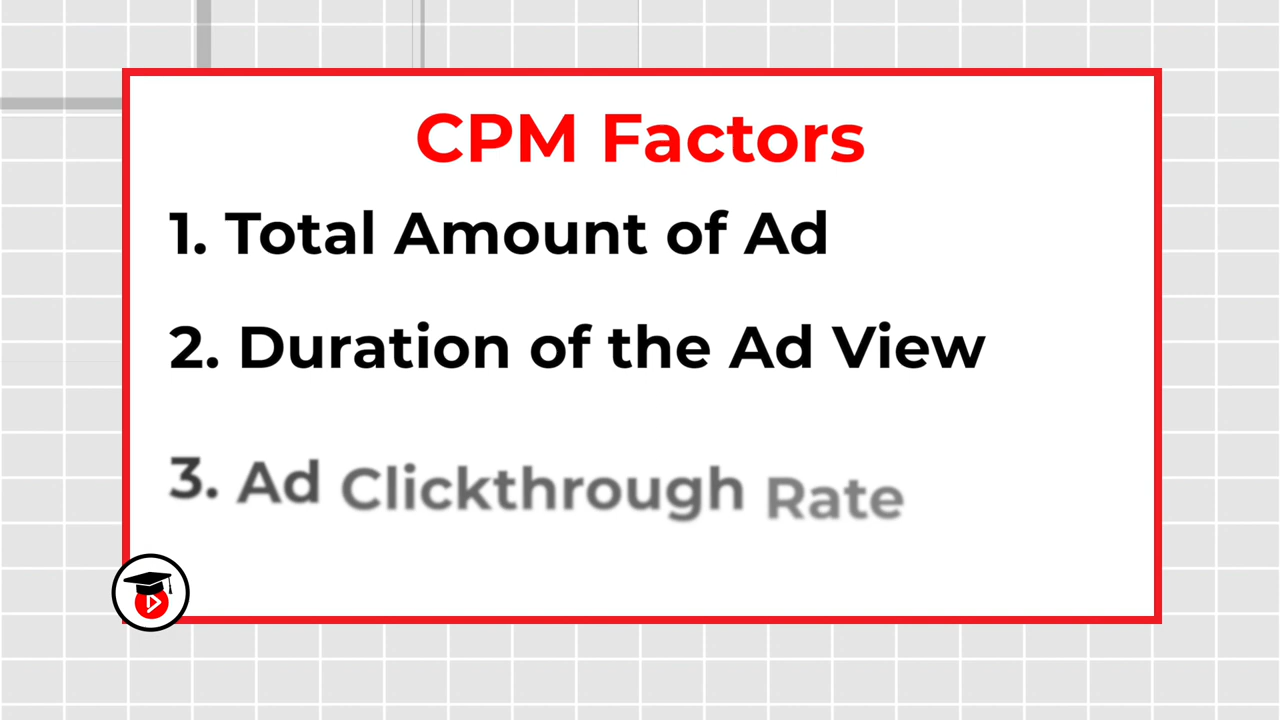 CPM Factors
1. Total Amount of Ad
2. Duration of the Ad View
3. Ad Clickthrough Rate